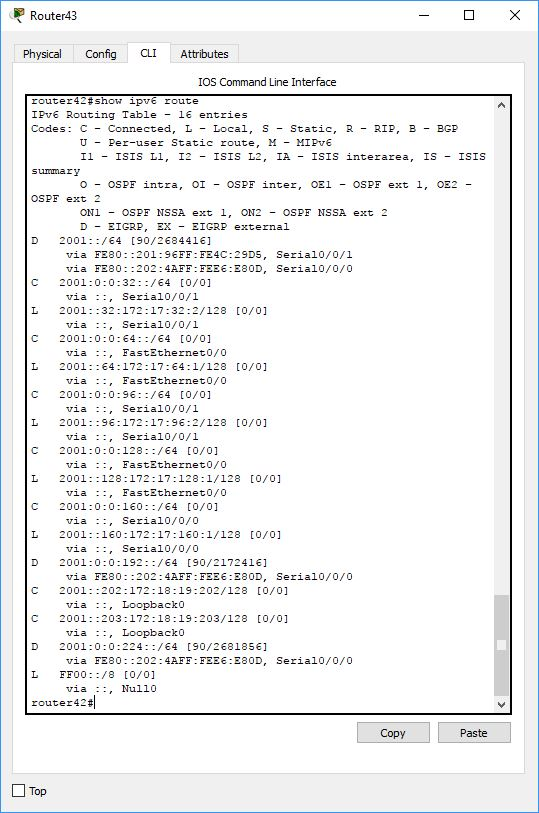 Router43
Physical Config CLI Attributes
IOS Command Line Interface
router42#show ipv6 route
IPv6 Routing Table - 16 entries
Codes: C - Connected, L - Local, S - Static, R - RIP, B - BGP
U - Per-user Static route, M - MIPv6
I1 - ISIS L1, I2 - ISIS L2, IA - ISIS interarea, IS - ISIS
summary
O - OSPF intra, OI - OSPF inter, OE1 - OSPF ext 1, OE2 -
OSPF ext 2
ON1 - OSPF NSSA ext 1, ON2 - OSPF NSSA ext 2
D - EIGRP, EX - EIGRP external
D 2001::/64 [90/2684416]
via FE80::201:96FF:FE4C:29D5, Serial0/0/1
via FE80::202:4AFF:FEE6:E80D, Serial0/0/0
C 2001:0:0:32::/64 [0/0]
via ::, Serial0/0/1
L 2001::32:172:17:32:2/128 [0/0]
via ::, Serial0/0/1
C 2001:0:0:64::/64 [0/0]
via ::, FastEthernet0/0
L 2001::64:172:17:64:1/128 [0/0]
via ::, FastEthernet0/0
C 2001:0:0:96::/64 [0/0]
via ::, Serial0/0/1
L 2001::96:172:17:96:2/128 [0/0]
via ::, Serial0/0/1
C 2001:0:0:128::/64 [0/0]
via ::, FastEthernet0/0
L 2001::128:172:17:128:1/128 [0/0]
via ::, FastEthernet0/0
C 2001:0:0:160::/64 [0/0]
via ::, Serial0/0/0
L 2001::160:172:17:160:1/128 [0/0]
via ::, Serial0/0/0
D 2001:0:0:192::/64 [90/2172416]
via FE80::202:4AFF:FEE6:E80D, Serial0/0/0
C 2001::202:172:18:19:202/128 [0/0]
via ::, Loopback0
C 2001::203:172:18:19:203/128 [0/0]
via ::, Loopback0
D 2001:0:0:224::/64 [90/2681856]
via FE80::202:4AFF:FEE6:E80D, Serial0/0/0
L FF00::/8 [0/0]
via ::, Null0
router42#
Copy Paste
Top